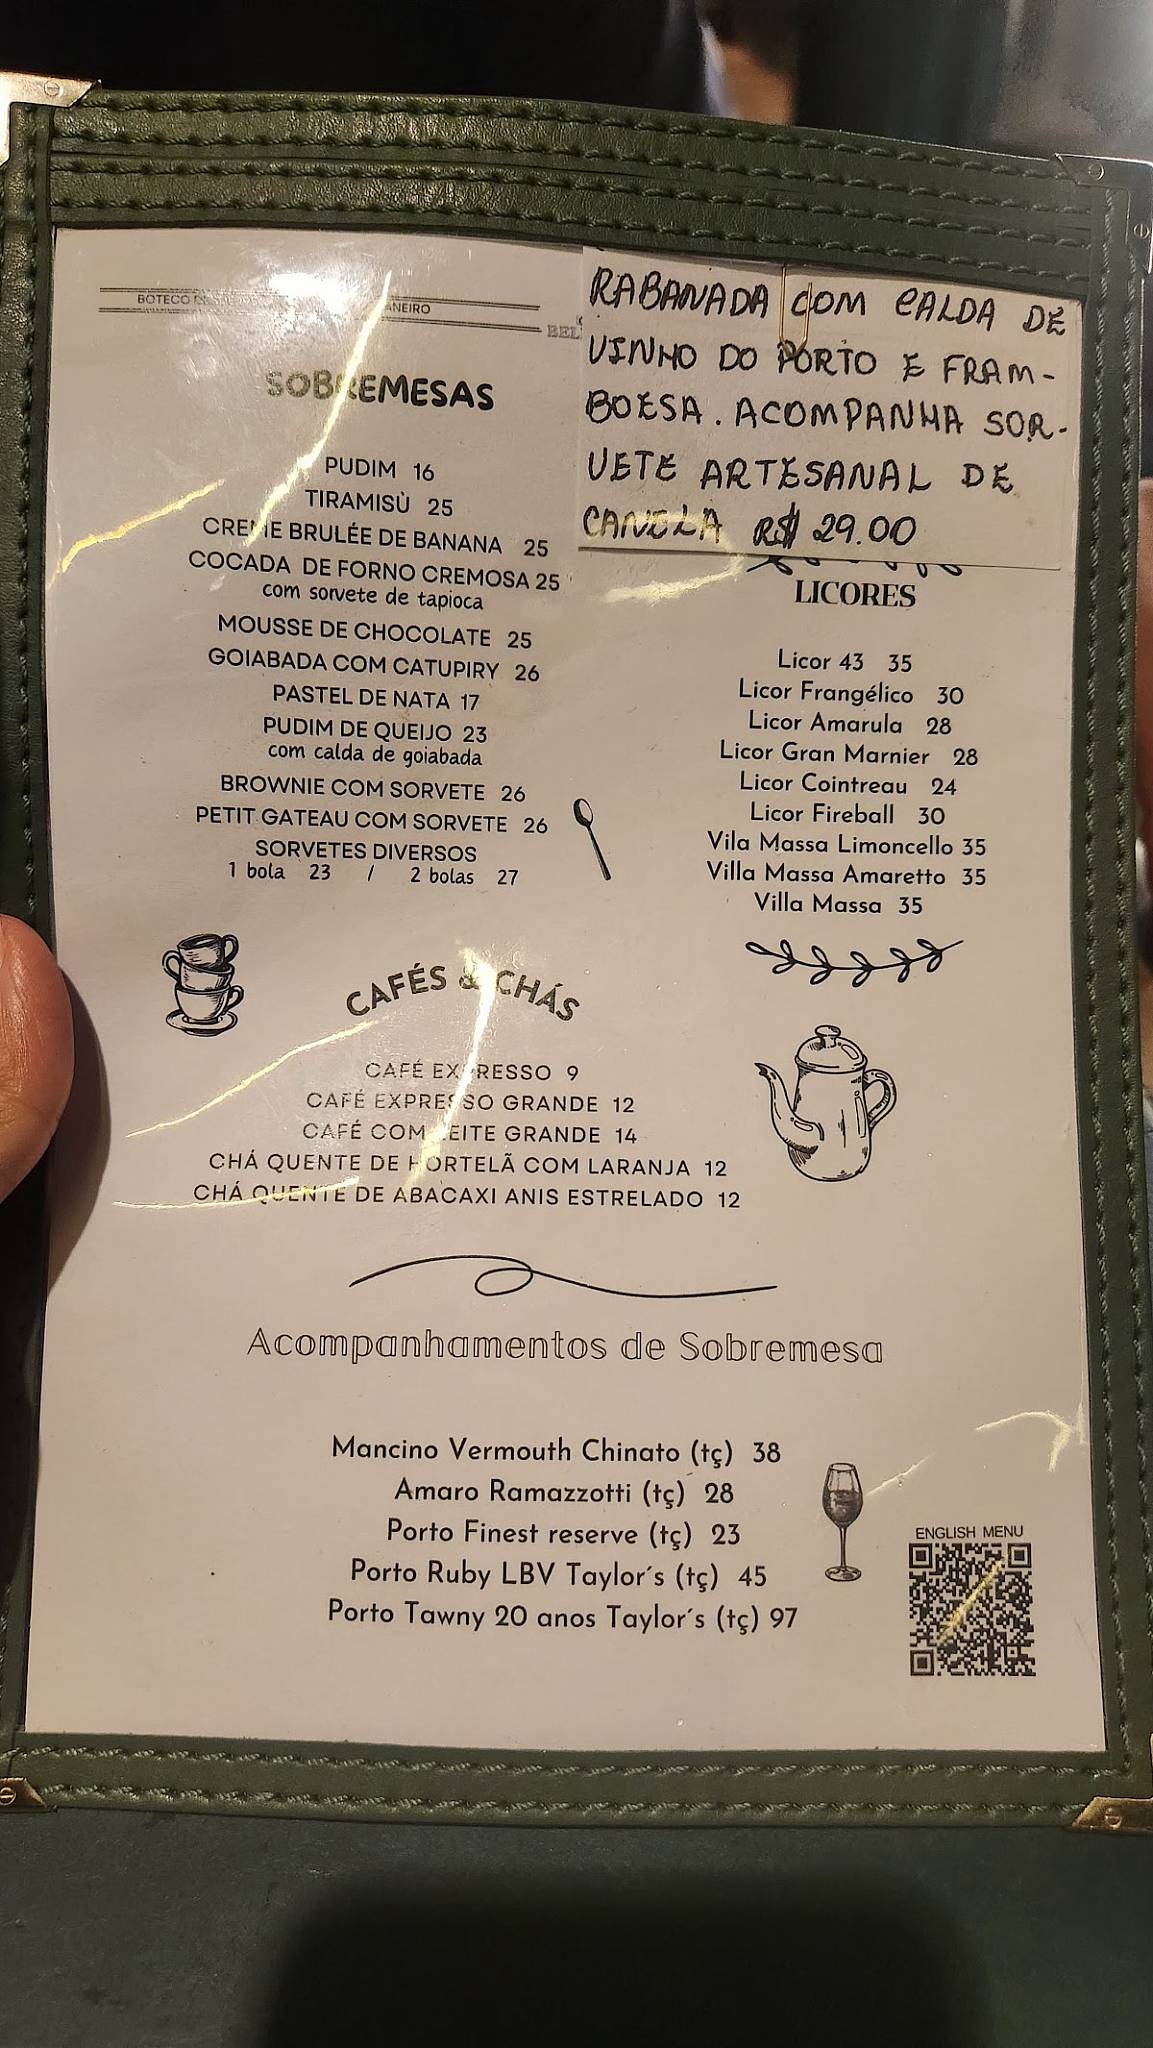 BOTECO
ANEIRO
BEL
SOBREMESAS
PUDIM 16
TIRAMISÙ 25
CREME BRULÉE DE BANANA 25
COCADA DE FORNO CREMOSA 25
com sorvete de tapioca
MOUSSE DE CHOCOLATE 25
GOIABADA COM CATUPIRY 26
PASTEL DE NATA 17
PUDIM DE QUEIJO 23
com calda de goiabada
BROWNIE COM SORVETE 26
PETIT GATEAU COM SORVETE 26
SORVETES DIVERSOS
1 bola 23 / 2 bolas 27
RABANADA COM CALDA DE
VINHO DO PORTO E FRAM-
BOESA. ACOMPANHA SOR-
VETE ARTESANAL DE
CANELA R$ 29.00
LICORES
Licor 43 35
Licor Frangélico 30
Licor Amarula 28
Licor Gran Marnier 28
Licor Cointreau 24
Licor Fireball 30
Vila Massa Limoncello 35
Villa Massa Amaretto 35
Villa Massa 35
CAFÉS & CHÁS
CAFÉ EXPRESSO 9
CAFÉ EXPRESSO GRANDE 12
CAFÉ COM LEITE GRANDE 14
CHÁ QUENTE DE HORTELÃ COM LARANJA 12
CHÁ QUENTE DE ABACAXI ANIS ESTRELADO 12
Acompanhamentos de Sobremesa
Mancino Vermouth Chinato (tç) 38
Amaro Ramazzotti (tç) 28
Porto Finest reserve (tç) 23
Porto Ruby LBV Taylor´s (tç) 45
Porto Tawny 20 anos Taylor´s (tç) 97
ENGLISH MENU